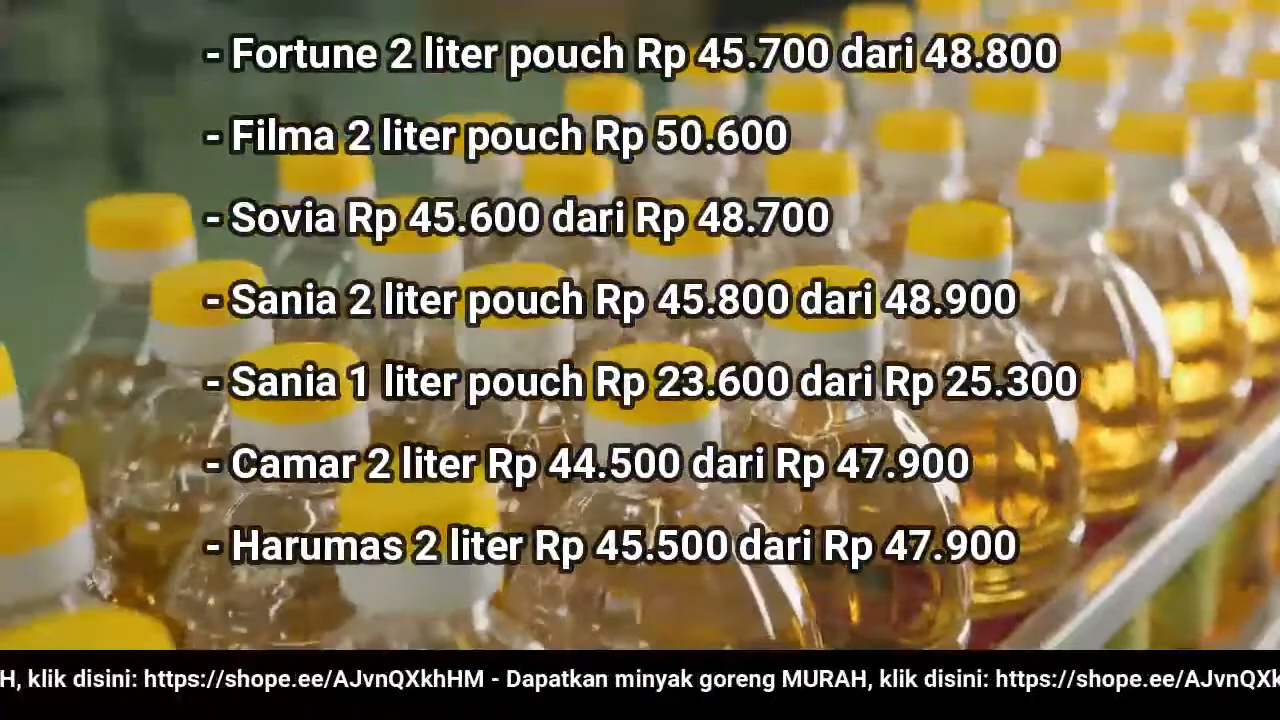 - Fortune 2 liter pouch Rp 45.700 dari 48.800
- Filma 2 liter pouch Rp 50.600
- Sovia Rp 45.600 dari Rp 48.700
- Sania 2 liter pouch Rp 45.800 dari 48.900
- Sania 1 liter pouch Rp 23.600 dari Rp 25.300
- Camar 2 liter Rp 44.500 dari Rp 47.900
- Harumas 2 liter Rp 45.500 dari Rp 47.900
H, klik disini: https://shope.ee/AJvnQXkhHM - Dapatkan minyak goreng MURAH, klik disini: https://shope.ee/AJvnQXk